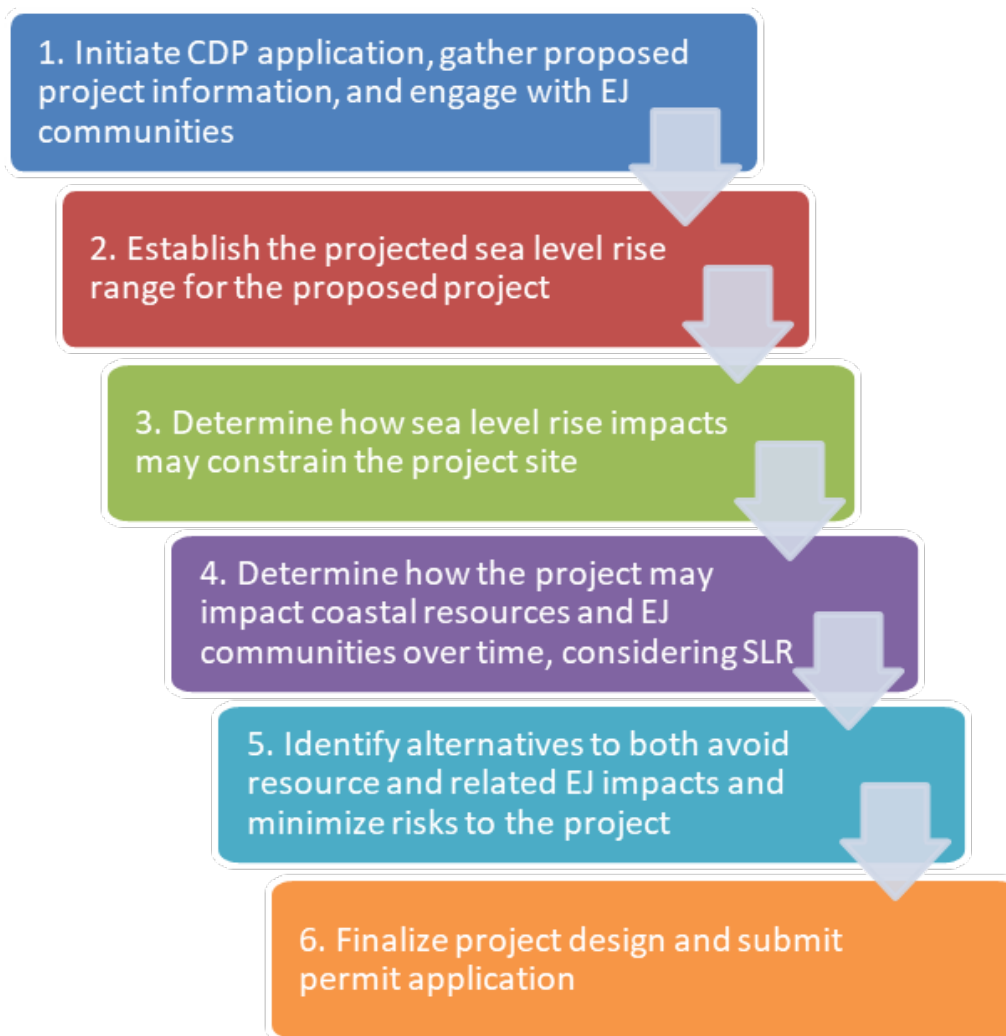 1. Initiate CDP application, gather proposed
project information, and engage with EJ
communities
2. Establish the projected sea level rise
range for the proposed project
3. Determine how sea level rise impacts
may constrain the project site
4. Determine how the project may
impact coastal resources and EJ
communities over time, considering SLR
5. Identify alternatives to both avoid
resource and related EJ impacts and
minimize risks to the project
6. Finalize project design and submit
permit application